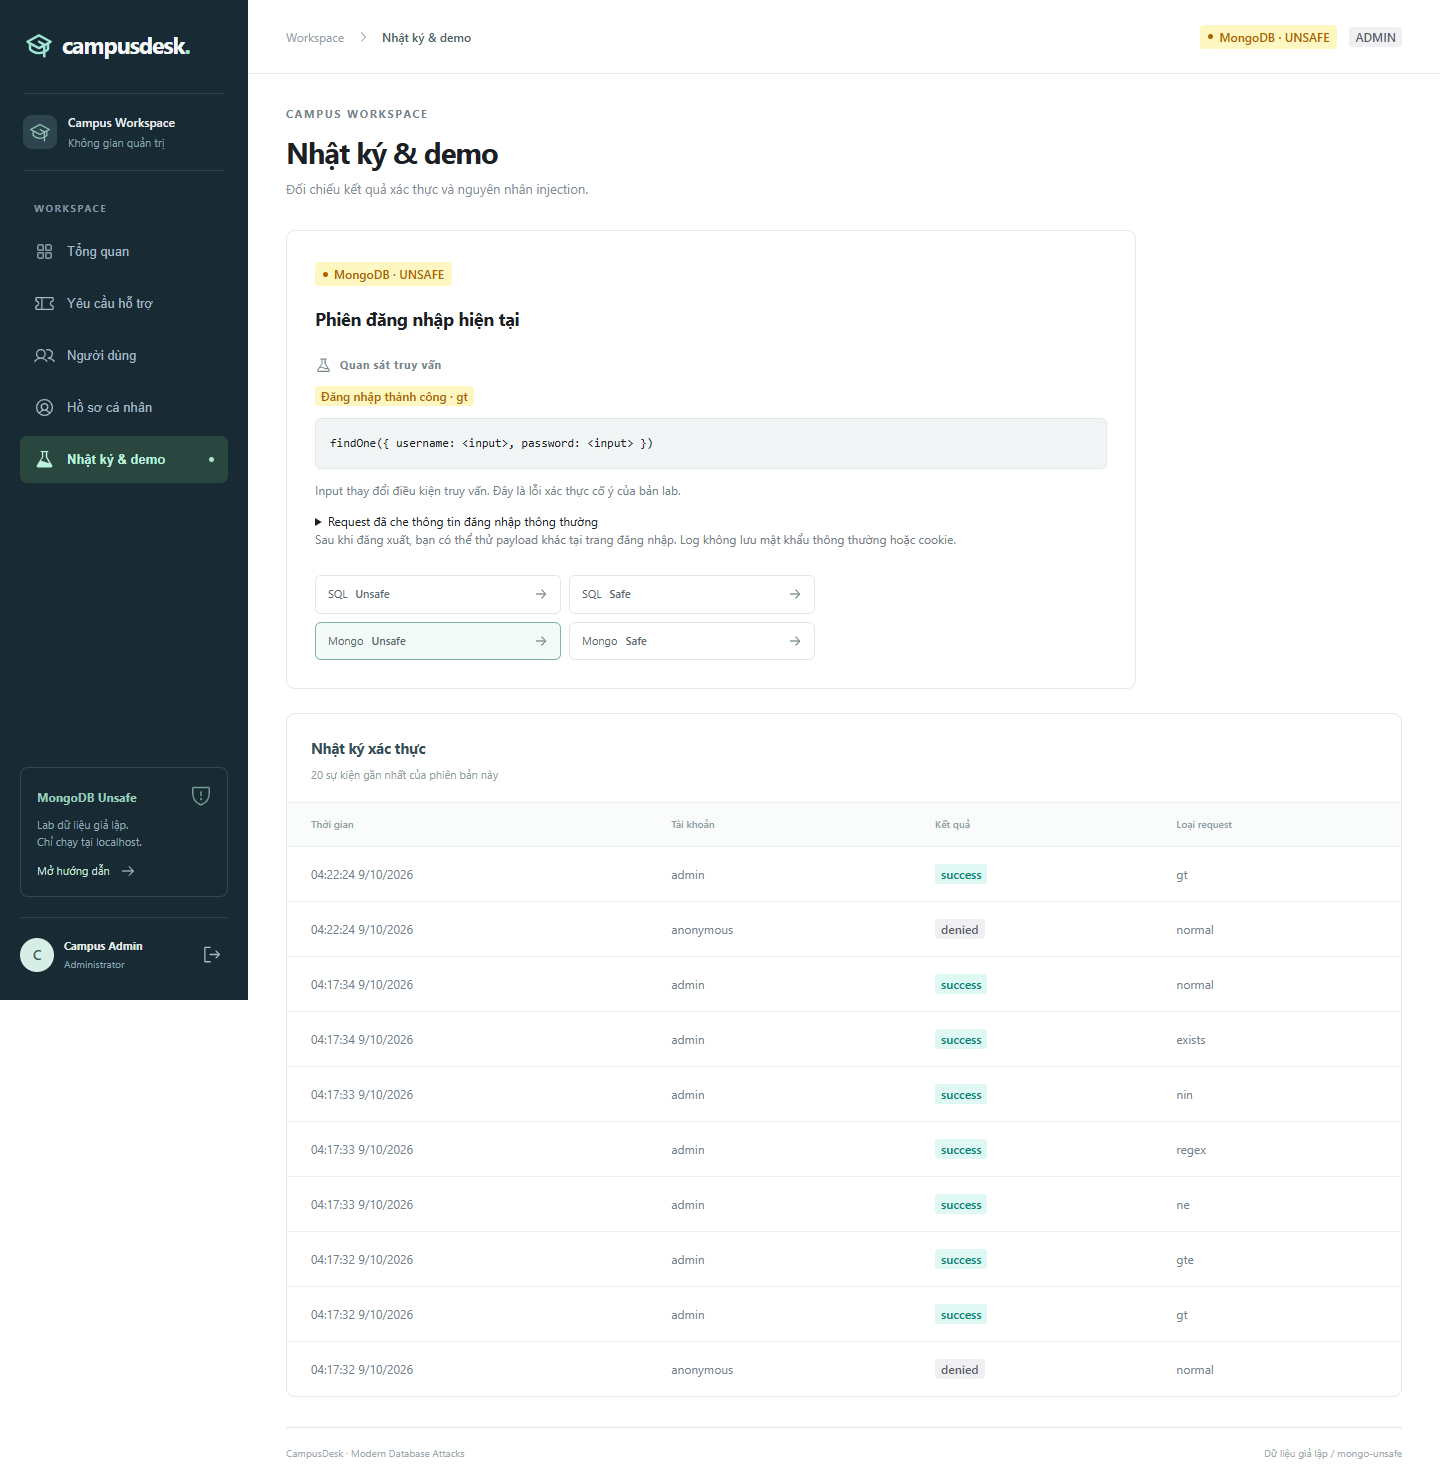 campusdesk.
Campus Workspace
Không gian quản trị
WORKSPACE
Tổng quan
Yêu cầu hỗ trợ
Người dùng
Hồ sơ cá nhân
Nhật ký & demo
MongoDB Unsafe
Lab dữ liệu giả lập.
Chỉ chạy tại localhost.
Mở hướng dẫn
C
Campus Admin
Administrator
Workspace > Nhật ký & demo
MongoDB · UNSAFE ADMIN
CAMPUS WORKSPACE
Nhật ký & demo
Đối chiếu kết quả xác thực và nguyên nhân injection.
MongoDB · UNSAFE
Phiên đăng nhập hiện tại
Quan sát truy vấn
Đăng nhập thành công · gt
findOne({ username: <input>, password: <input> })
Input thay đổi điều kiện truy vấn. Đây là lỗi xác thực cố ý của bản lab.
Request đã che thông tin đăng nhập thông thường
Sau khi đăng xuất, bạn có thể thử payload khác tại trang đăng nhập. Log không lưu mật khẩu thông thường hoặc cookie.
SQL Unsafe
SQL Safe
Mongo Unsafe
Mongo Safe
Nhật ký xác thực
20 sự kiện gần nhất của phiên bản này
Thời gian Tài khoản Kết quả Loại request
04:22:24 9/10/2026 admin success gt
04:22:24 9/10/2026 anonymous denied normal
04:17:34 9/10/2026 admin success normal
04:17:34 9/10/2026 admin success exists
04:17:33 9/10/2026 admin success nin
04:17:33 9/10/2026 admin success regex
04:17:33 9/10/2026 admin success ne
04:17:32 9/10/2026 admin success gte
04:17:32 9/10/2026 admin success gt
04:17:32 9/10/2026 anonymous denied normal
CampusDesk · Modern Database Attacks
Dữ liệu giả lập / mongo-unsafe